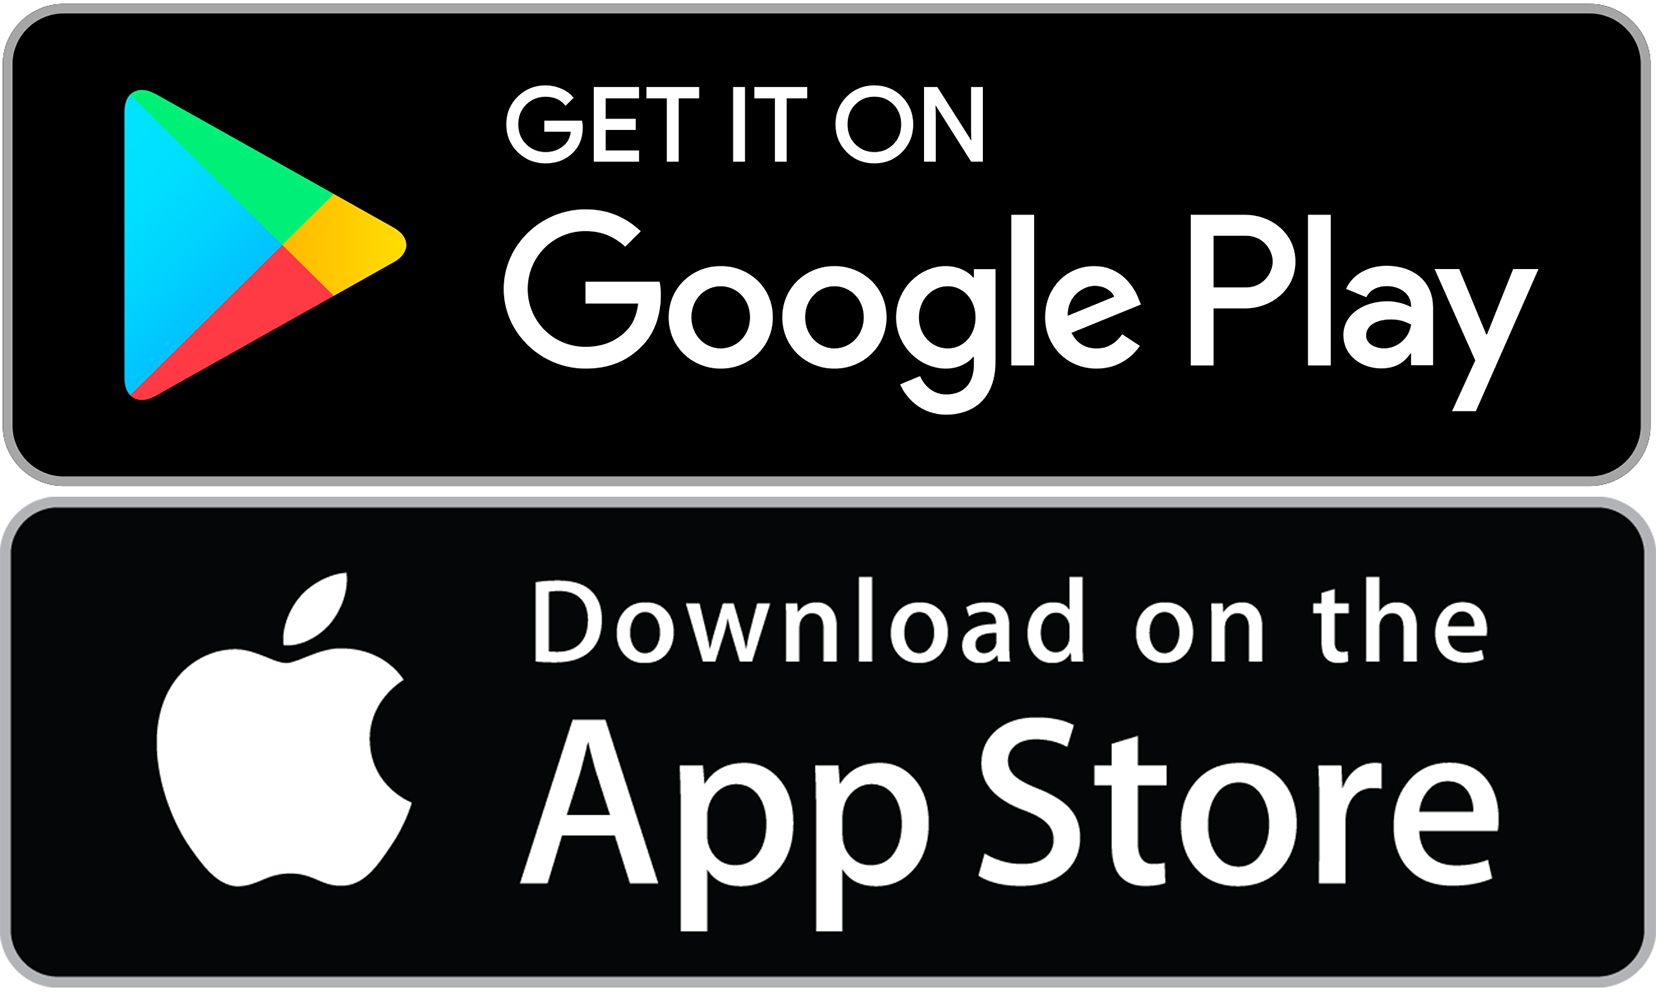 GET IT ON
Google Play
Download on the
App Store